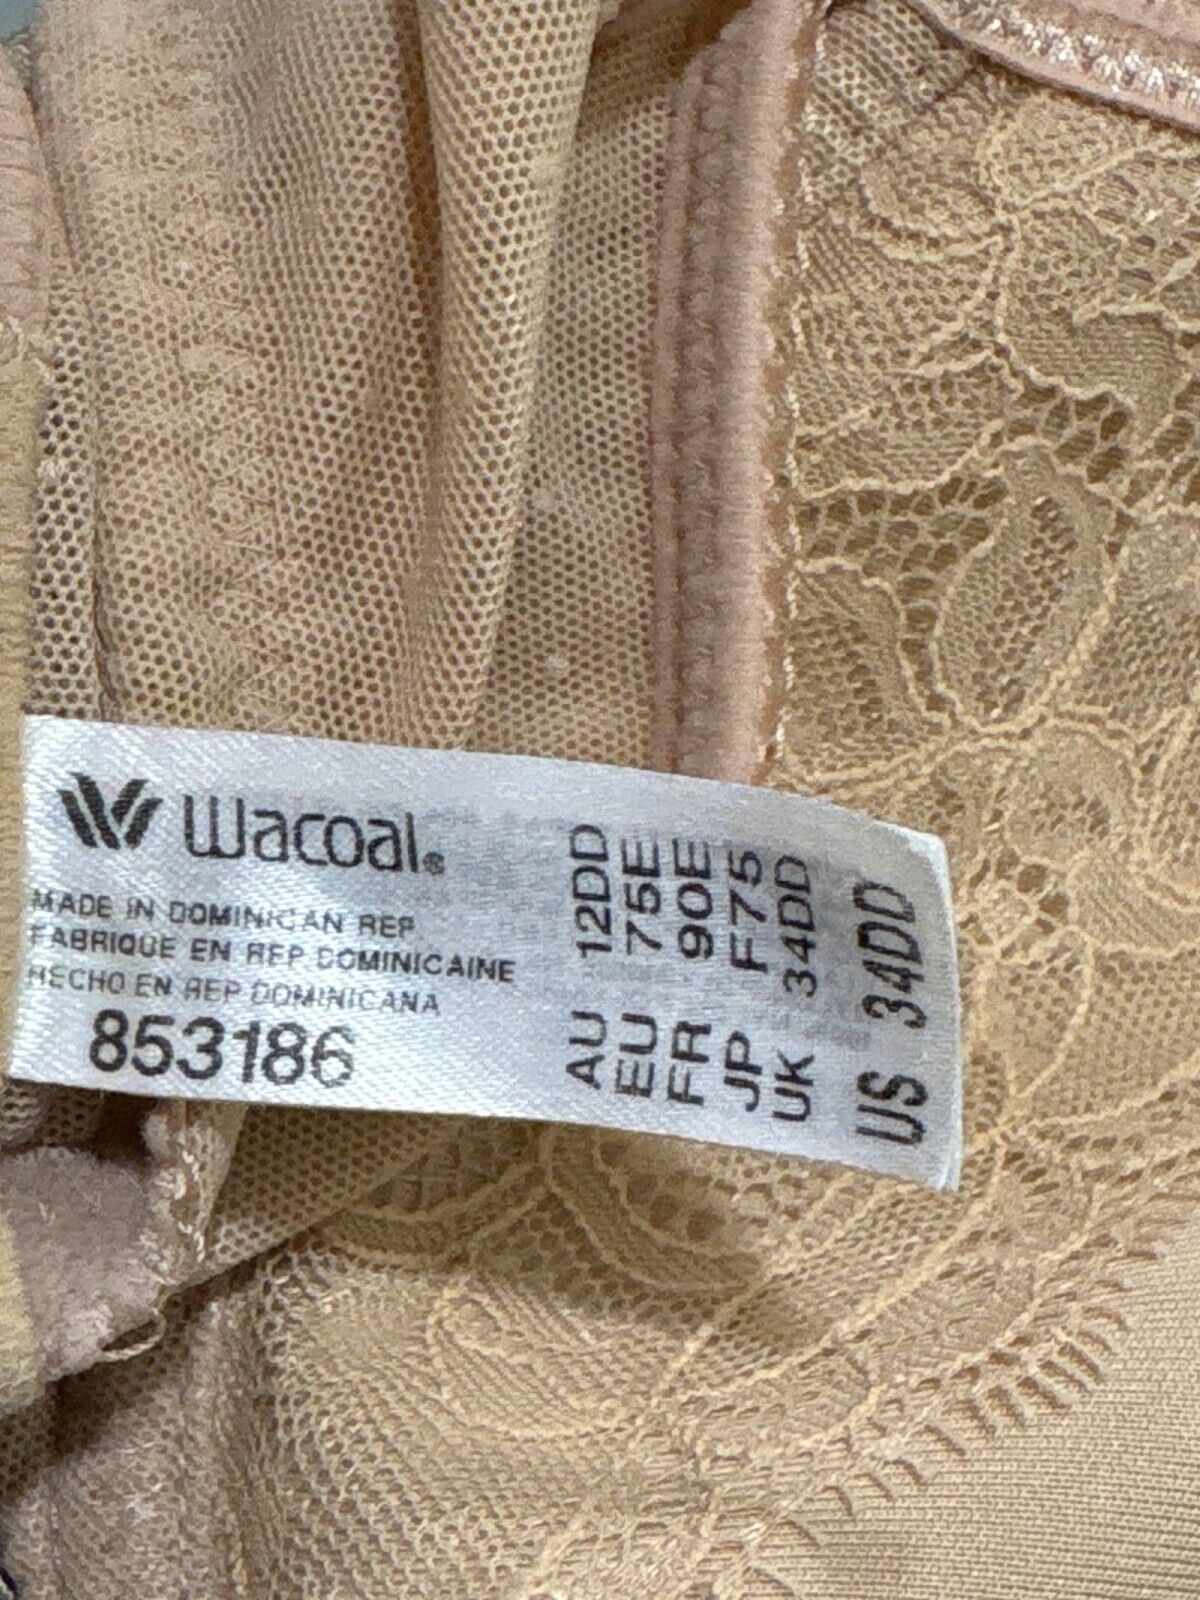 Wacoal®
MADE IN DOMINICAN REP
FABRIQUE EN REP DOMINICAINE
HECHO EN REP DOMINICANA
853186
AU 12DD
EU 75E
FR 90E
JP F75
UK 34DD
US 34DD